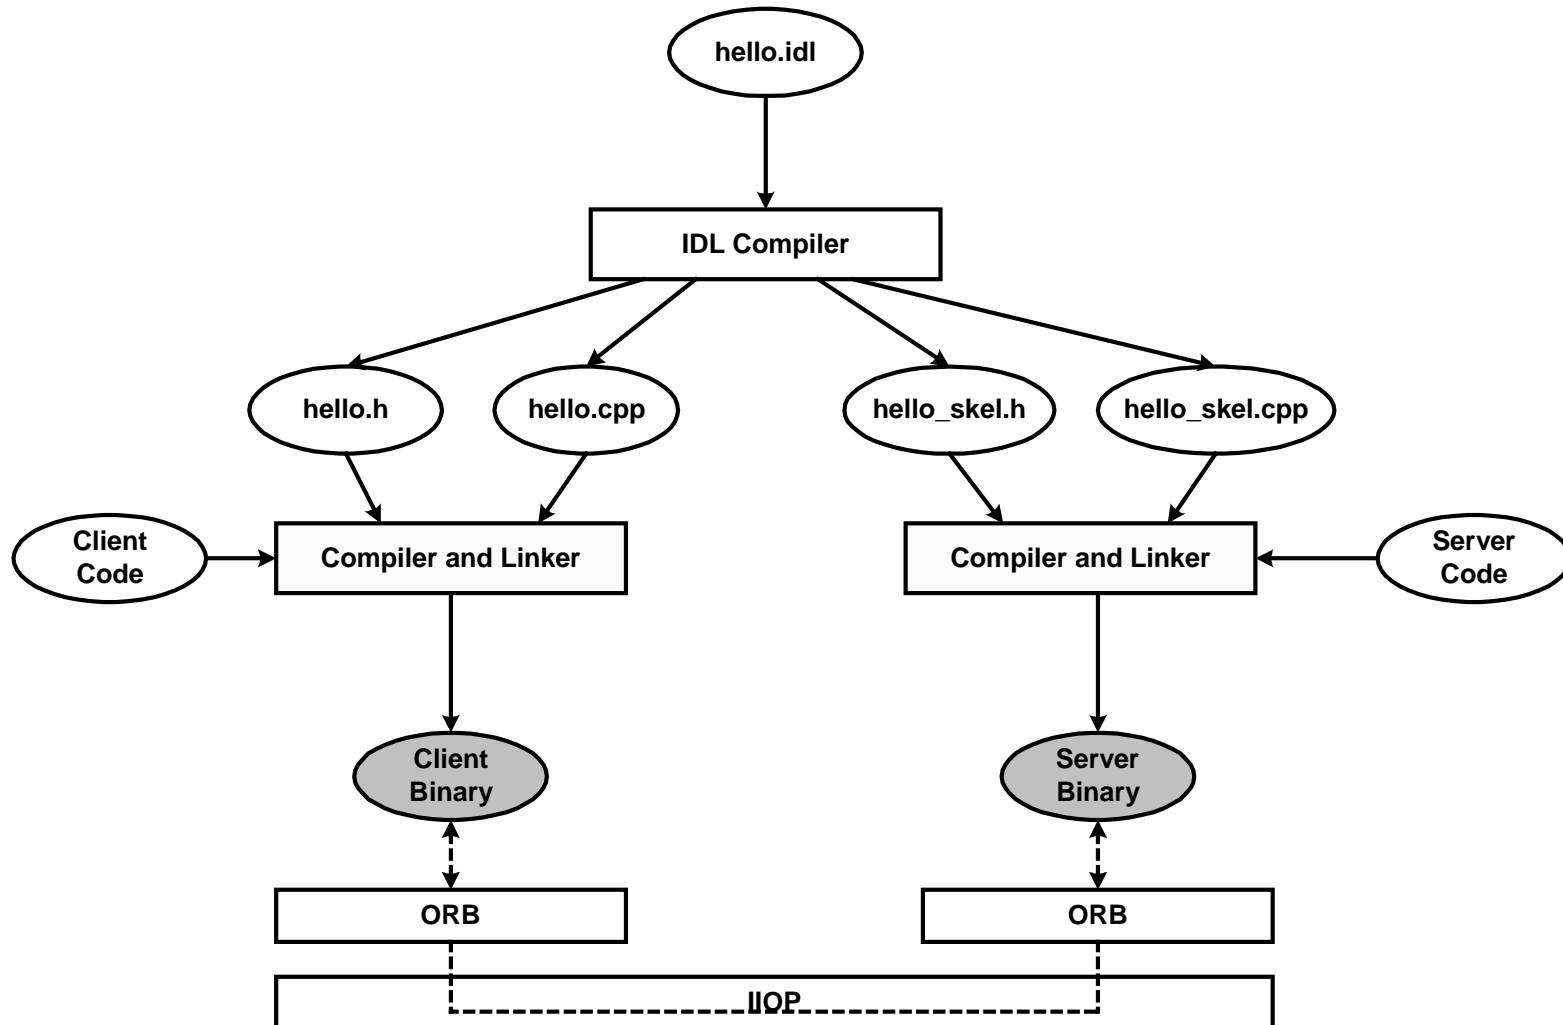 hello.idl
IDL Compiler
hello.h
hello.cpp
hello_skel.h
hello_skel.cpp
Client
Code
Compiler and Linker
Compiler and Linker
Server
Code
Client
Binary
Server
Binary
ORB
ORB
IIOP